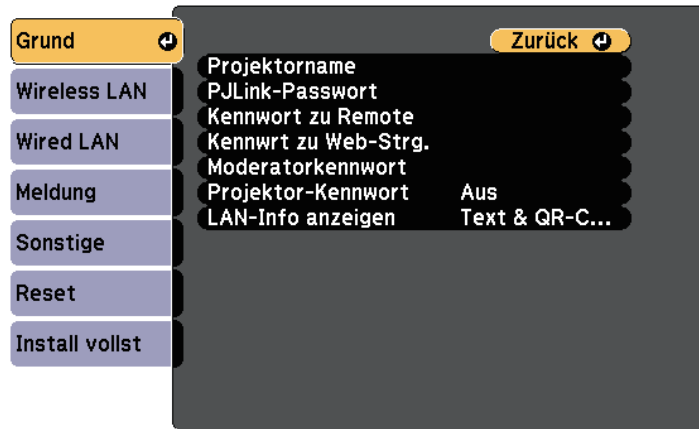 Grund
Wireless LAN
Wired LAN
Meldung
Sonstige
Reset
Install vollst
Zurück
Projektorname
PJLink-Passwort
Kennwort zu Remote
Kennwrt zu Web-Strg.
Moderatorkennwort
Projektor-Kennwort Aus
LAN-Info anzeigen Text & QR-C...